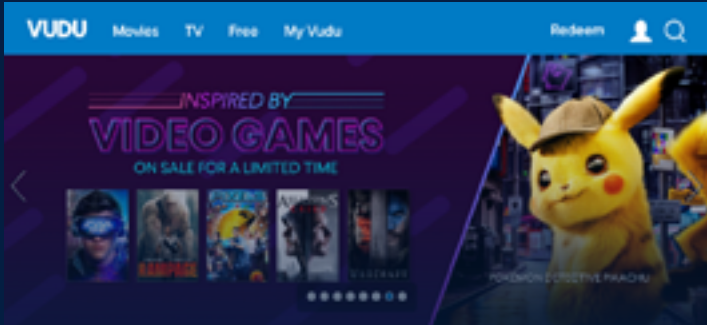 VUDU Movies TV Free My Vudu Redeem
INSPIRED BY
VIDEO GAMES
ON SALE FOR A LIMITED TIME
RAMPAGE
POKÉMON DETECTIVE PIKACHU